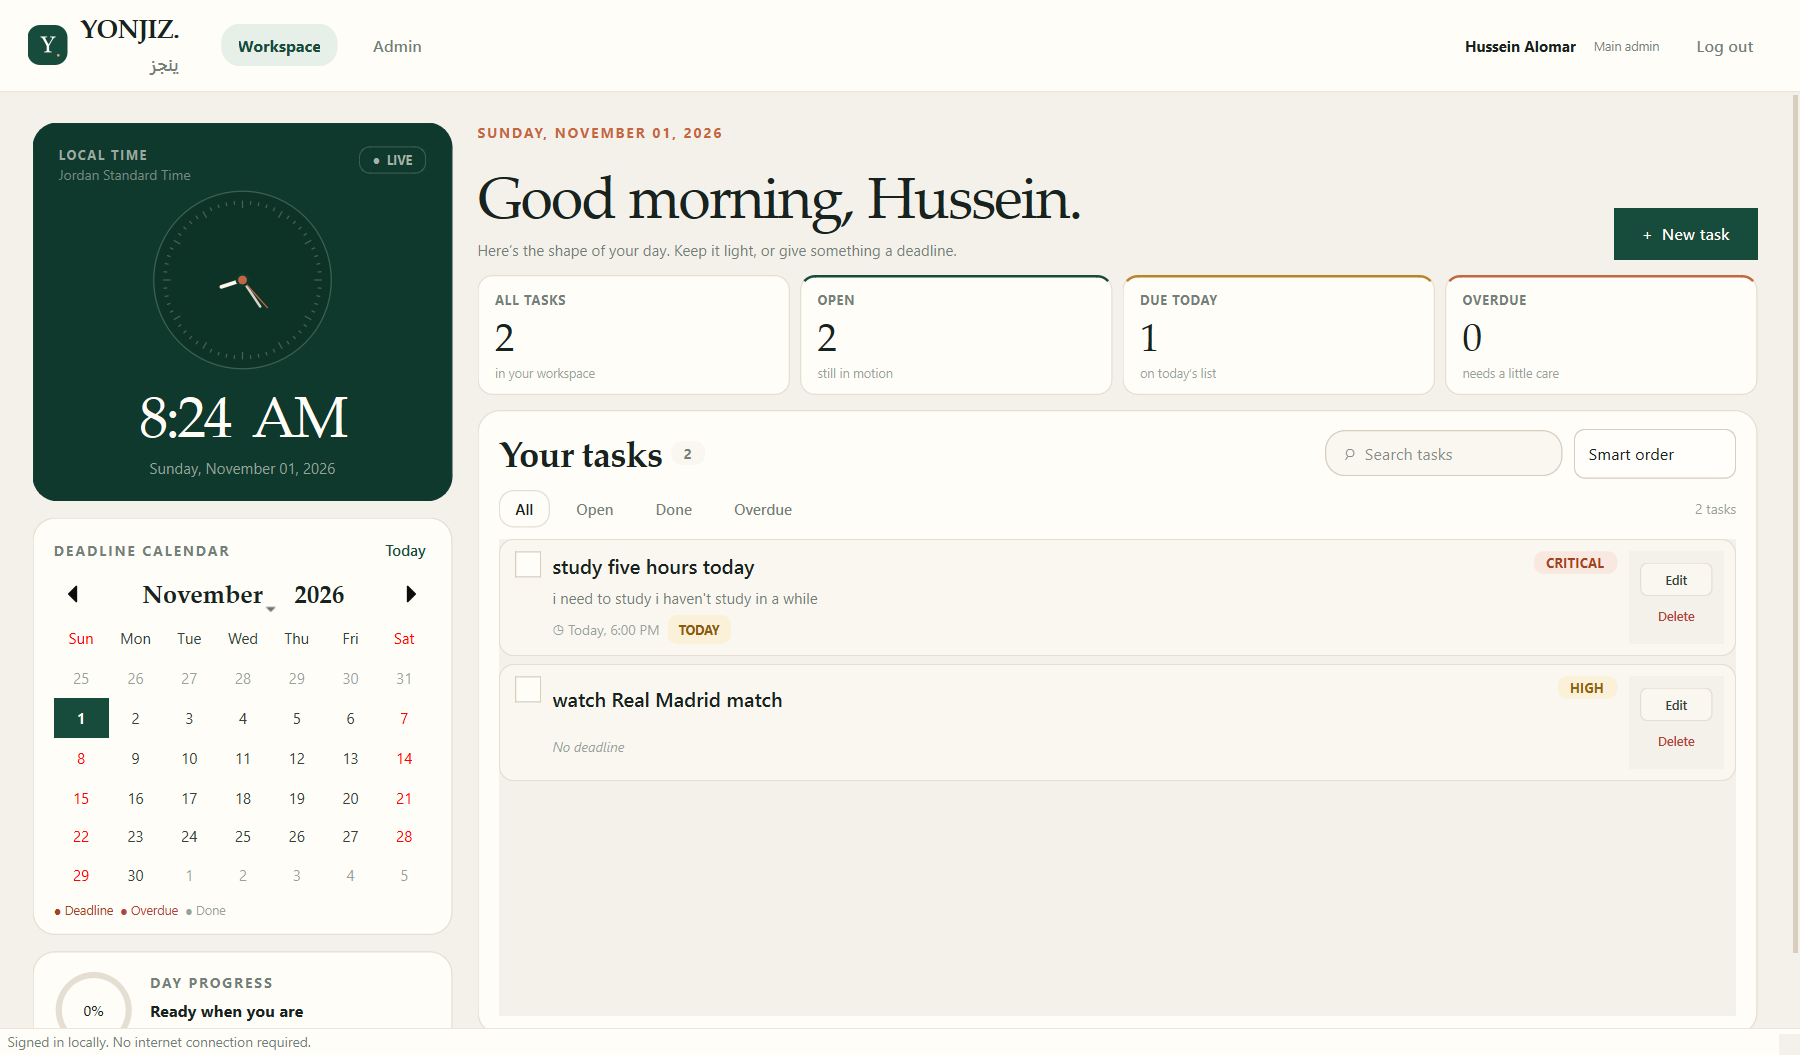 Y.
YONJIZ.
ينجز
Workspace
Admin
Hussein Alomar
Main admin
Log out
LOCAL TIME
Jordan Standard Time
● LIVE
8:24 AM
Sunday, November 01, 2026
DEADLINE CALENDAR
Today
November 2026
Sun Mon Tue Wed Thu Fri Sat
25 26 27 28 29 30 31
1 2 3 4 5 6 7
8 9 10 11 12 13 14
15 16 17 18 19 20 21
22 23 24 25 26 27 28
29 30 1 2 3 4 5
● Deadline ● Overdue ● Done
0%
DAY PROGRESS
Ready when you are
SUNDAY, NOVEMBER 01, 2026
Good morning, Hussein.
Here's the shape of your day. Keep it light, or give something a deadline.
+ New task
ALL TASKS
2
in your workspace
OPEN
2
still in motion
DUE TODAY
1
on today's list
OVERDUE
0
needs a little care
Your tasks 2
Search tasks
Smart order
All
Open
Done
Overdue
2 tasks
study five hours today
CRITICAL
Edit
i need to study i haven't study in a while
Delete
Today, 6:00 PM TODAY
watch Real Madrid match
HIGH
Edit
Delete
No deadline
Signed in locally. No internet connection required.